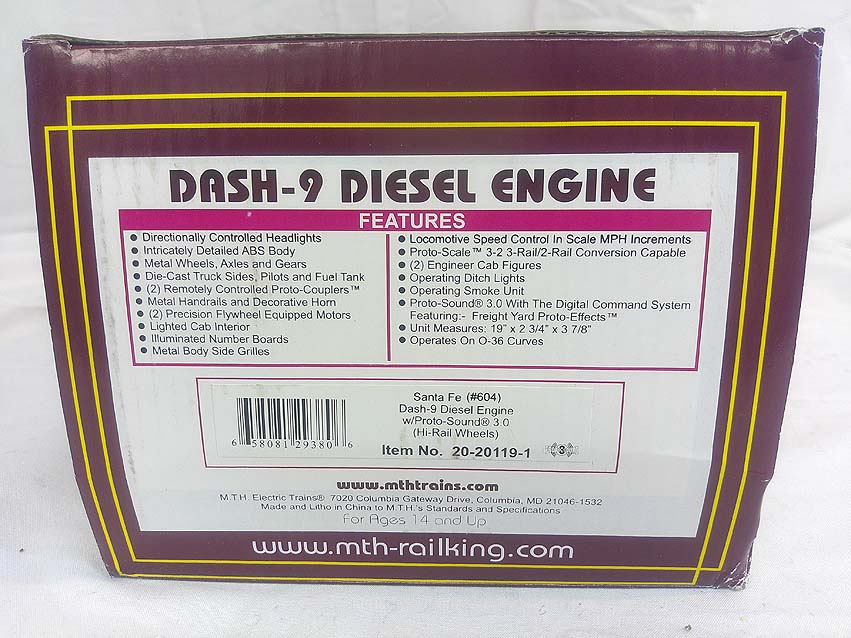 DASH-9 DIESEL ENGINE
FEATURES
• Directionally Controlled Headlights
• Intricately Detailed ABS Body
• Metal Wheels, Axles and Gears
• Die-Cast Truck Sides, Pilots and Fuel Tank
• (2) Remotely Controlled Proto-Couplers™
• Metal Handrails and Decorative Horn
• (2) Precision Flywheel Equipped Motors
• Lighted Cab Interior
• Illuminated Number Boards
• Metal Body Side Grilles
• Locomotive Speed Control In Scale MPH Increments
• Proto-Scale™ 3-2 3-Rail/2-Rail Conversion Capable
• (2) Engineer Cab Figures
• Operating Ditch Lights
• Operating Smoke Unit
• Proto-Sound® 3.0 With The Digital Command System
Featuring:- Freight Yard Proto-Effects™
• Unit Measures: 19" x 2 3/4" x 3 7/8"
• Operates On O-36 Curves
6 58081 29380 6
Santa Fe (#604)
Dash-9 Diesel Engine
w/Proto-Sound® 3.0
(Hi-Rail Wheels)
Item No. 20-20119-1
3
www.mthtrains.com
M.T.H. Electric Trains® 7020 Columbia Gateway Drive, Columbia, MD 21046-1532
Made and Litho in China to M.T.H.'s Standards and Specifications
For Ages 14 and Up
www.mth-railking.com